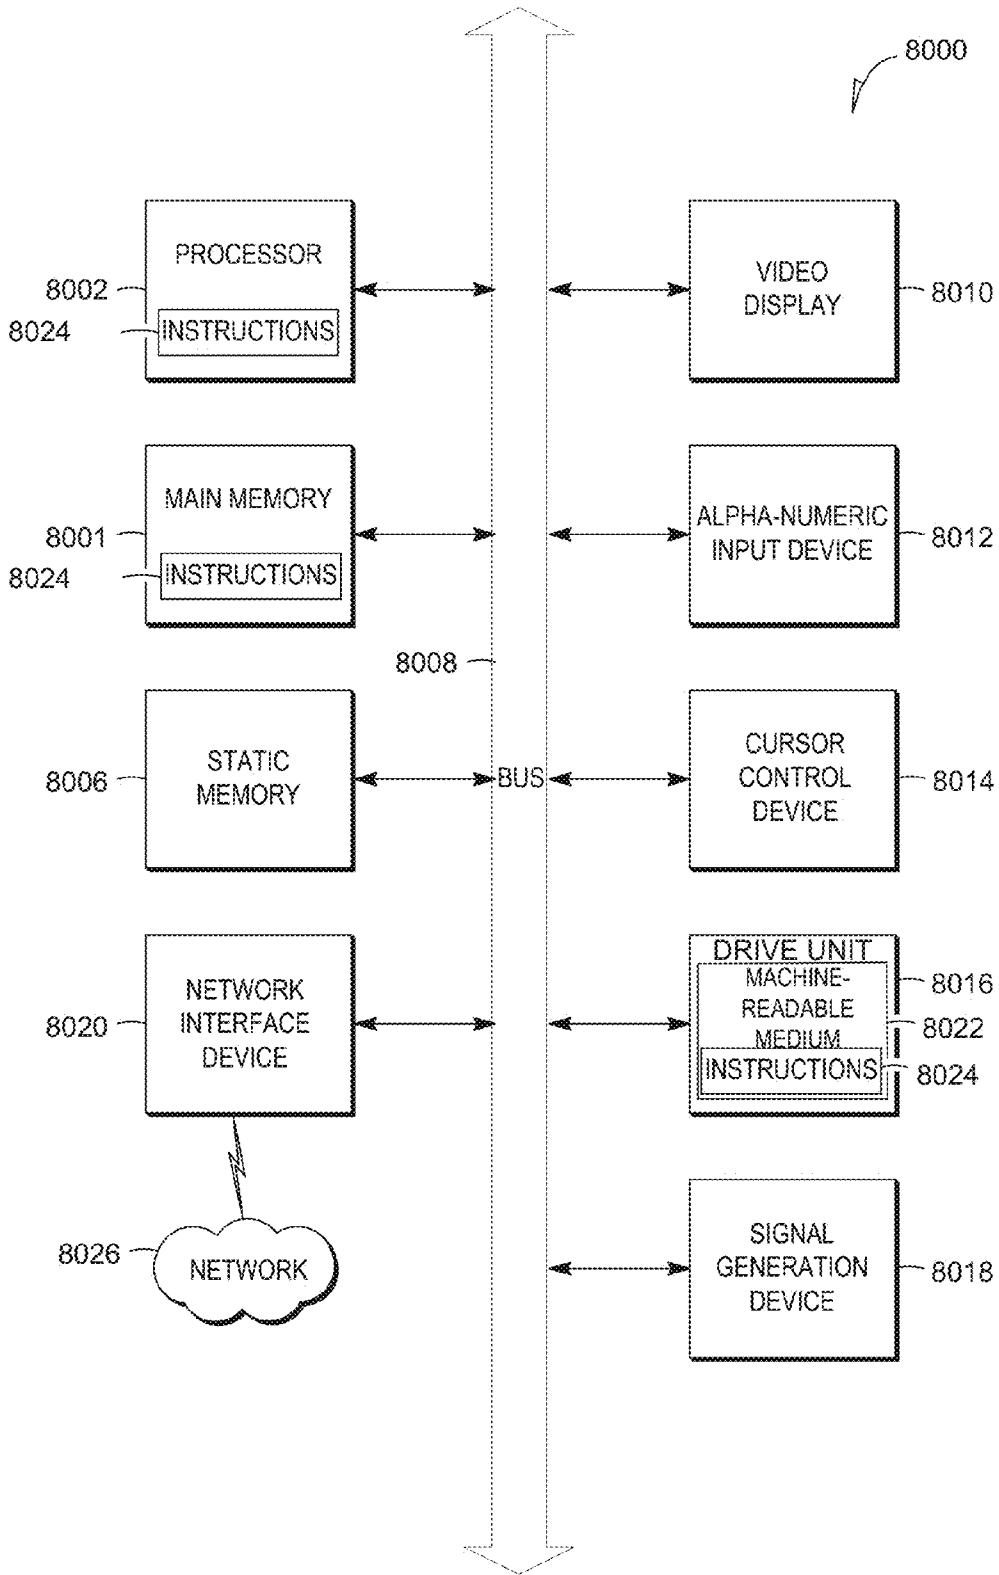 8000
PROCESSOR
8002
8024
INSTRUCTIONS
VIDEO
DISPLAY
8010
MAIN MEMORY
8001
8024
INSTRUCTIONS
ALPHA-NUMERIC
INPUT DEVICE
8012
8008
STATIC
MEMORY
8006
BUS
CURSOR
CONTROL
DEVICE
8014
NETWORK
INTERFACE
DEVICE
8020
DRIVE UNIT
MACHINE-
READABLE
MEDIUM
INSTRUCTIONS
8016
8022
8024
8026
NETWORK
SIGNAL
GENERATION
DEVICE
8018